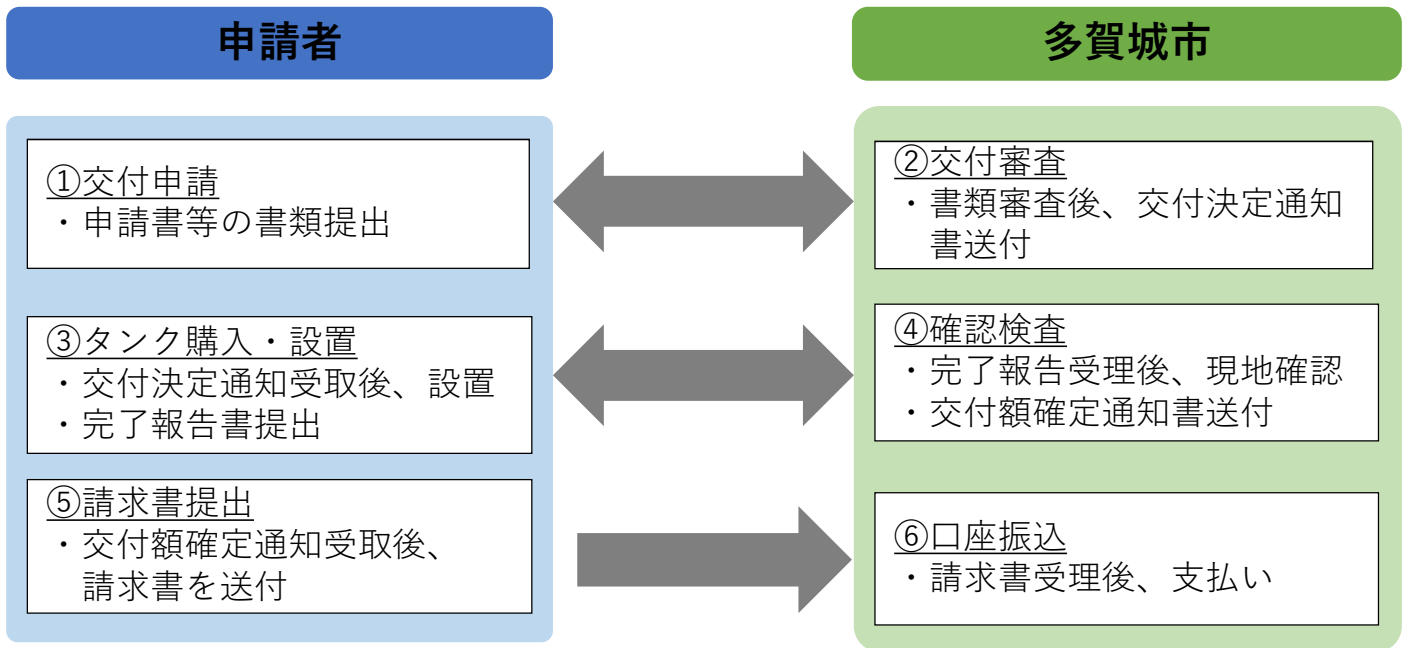 申請者
多賀城市
①交付申請
・申請書等の書類提出
②交付審査
・書類審査後、交付決定通知
書送付
③タンク購入・設置
・交付決定通知受取後、設置
・完了報告書提出
④確認検査
・完了報告受理後、現地確認
・交付額確定通知書送付
⑤請求書提出
・交付額確定通知受取後、
請求書を送付
⑥口座振込
・請求書受理後、支払い